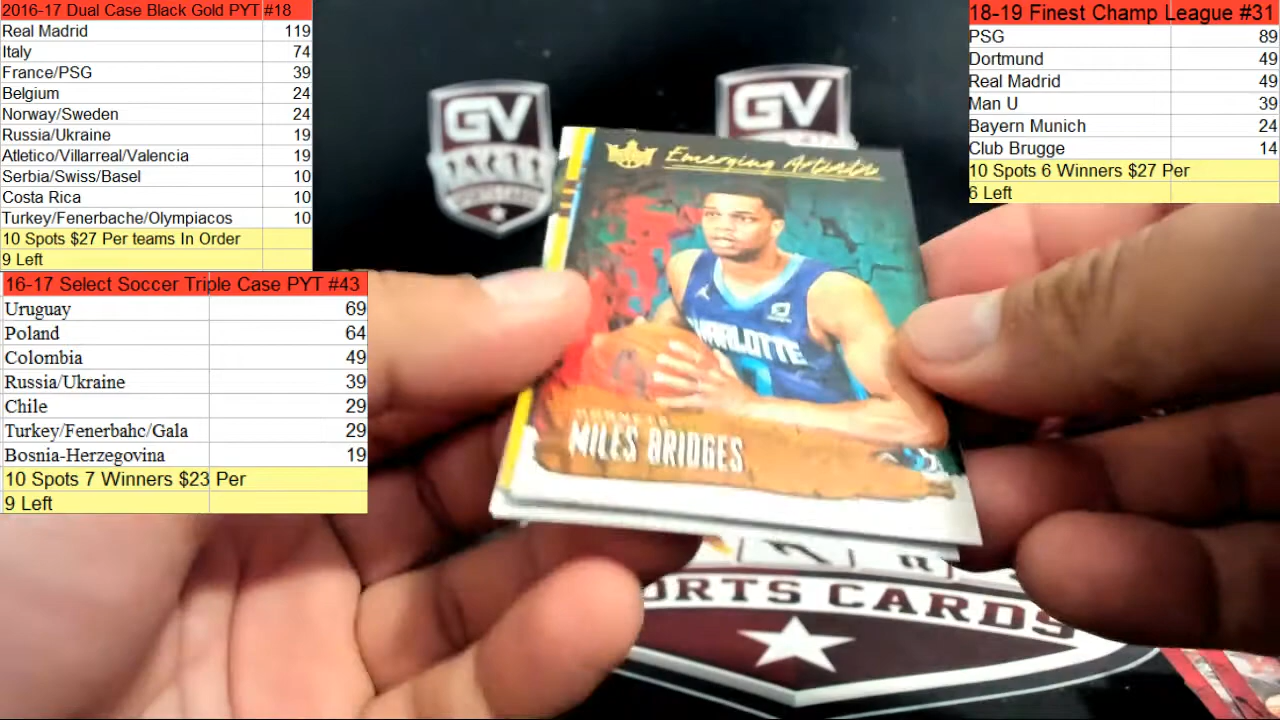 2016-17 Dual Case Black Gold PYT #18
Real Madrid 119
Italy 74
France/PSG 39
Belgium 24
Norway/Sweden 24
Russia/Ukraine 19
Atletico/Villarreal/Valencia 19
Serbia/Swiss/Basel 10
Costa Rica 10
Turkey/Fenerbache/Olympiacos 10
10 Spots $27 Per teams In Order
9 Left
16-17 Select Soccer Triple Case PYT #43
Uruguay 69
Poland 64
Colombia 49
Russia/Ukraine 39
Chile 29
Turkey/Fenerbahc/Gala 29
Bosnia-Herzegovina 19
10 Spots 7 Winners $23 Per
9 Left
18-19 Finest Champ League #31
PSG 89
Dortmund 49
Real Madrid 49
Man U 39
Bayern Munich 24
Club Brugge 14
10 Spots 6 Winners $27 Per
6 Left
GV
GV
Emerging Artists
CHARLOTTE
HORNETS
MILES BRIDGES
ORTS CARDS